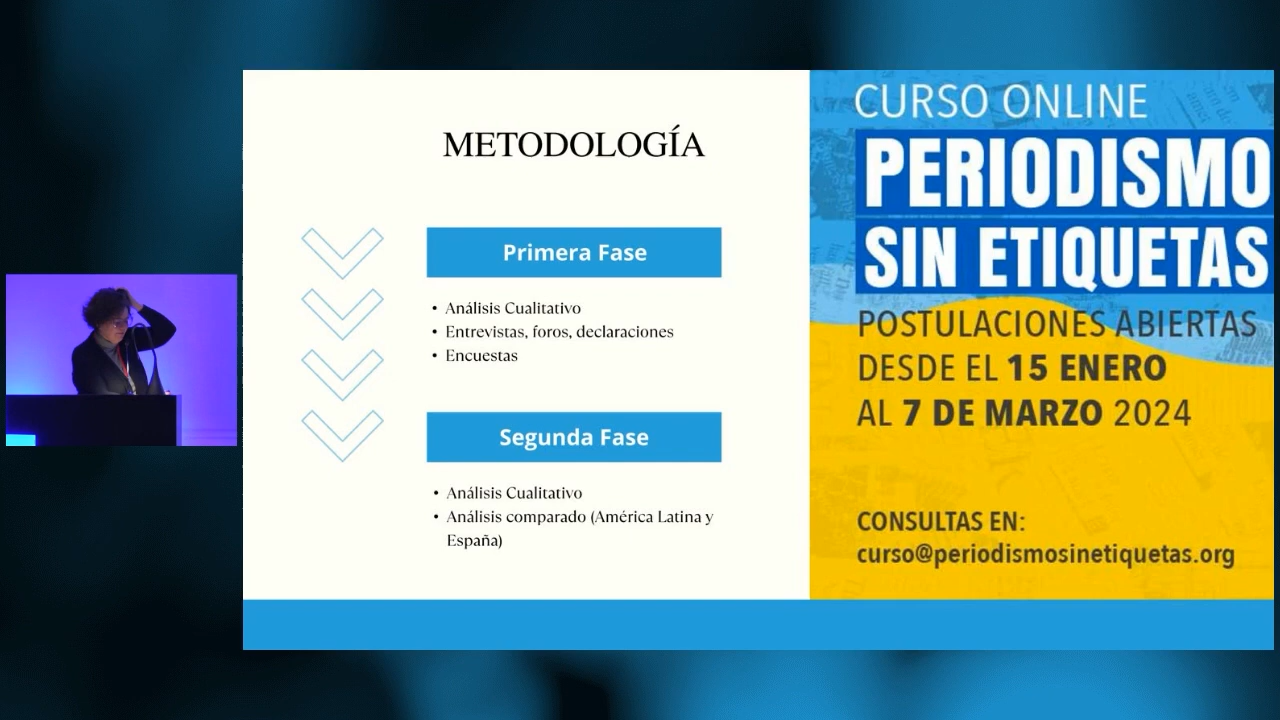 METODOLOGÍA
Primera Fase
• Análisis Cualitativo
• Entrevistas, foros, declaraciones
• Encuestas
Segunda Fase
• Análisis Cualitativo
• Análisis comparado (América Latina y
España)
CURSO ONLINE
PERIODISMO
SIN ETIQUETAS
POSTULACIONES ABIERTAS
DESDE EL 15 ENERO
AL 7 DE MARZO 2024
CONSULTAS EN:
curso@periodismosinetiquetas.org